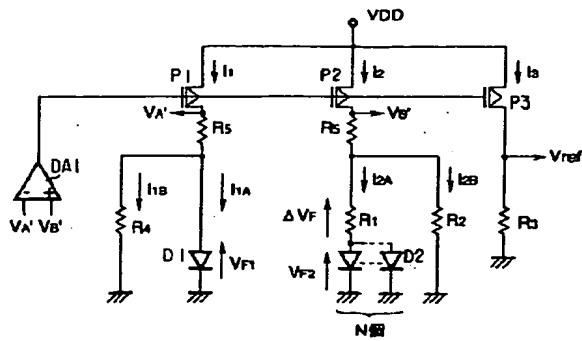 VDD
P1
I1
P2
I2
I3
P3
VA'
R5
VB'
R5
Vref
DA1
- +
VA' VB'
I1B
I1A
I2A
I2B
R4
ΔVF
R1
R2
R3
D1
VF1
VF2
D2
N個